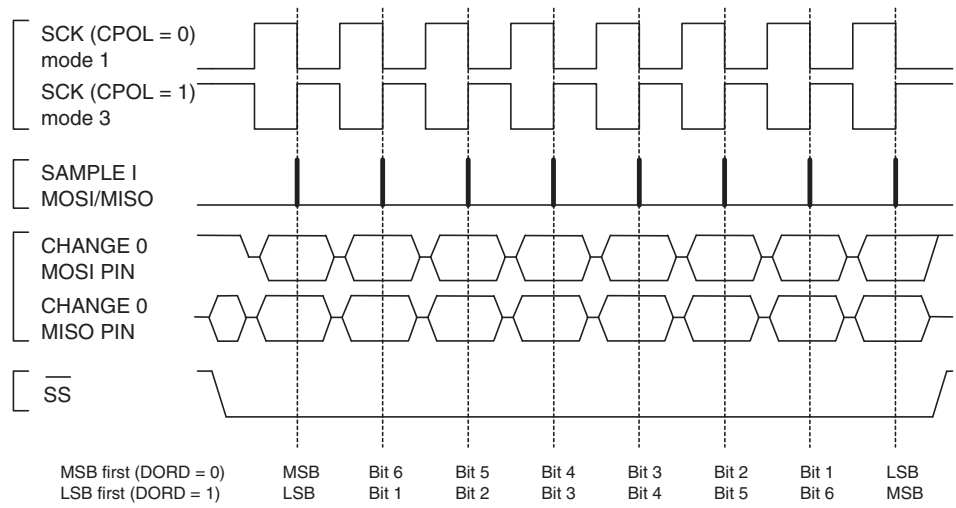 SCK (CPOL = 0)
mode 1
SCK (CPOL = 1)
mode 3
SAMPLE I
MOSI/MISO
CHANGE 0
MOSI PIN
CHANGE 0
MISO PIN
SS
MSB first (DORD = 0) MSB Bit 6 Bit 5 Bit 4 Bit 3 Bit 2 Bit 1 LSB
LSB first (DORD = 1) LSB Bit 1 Bit 2 Bit 3 Bit 4 Bit 5 Bit 6 MSB